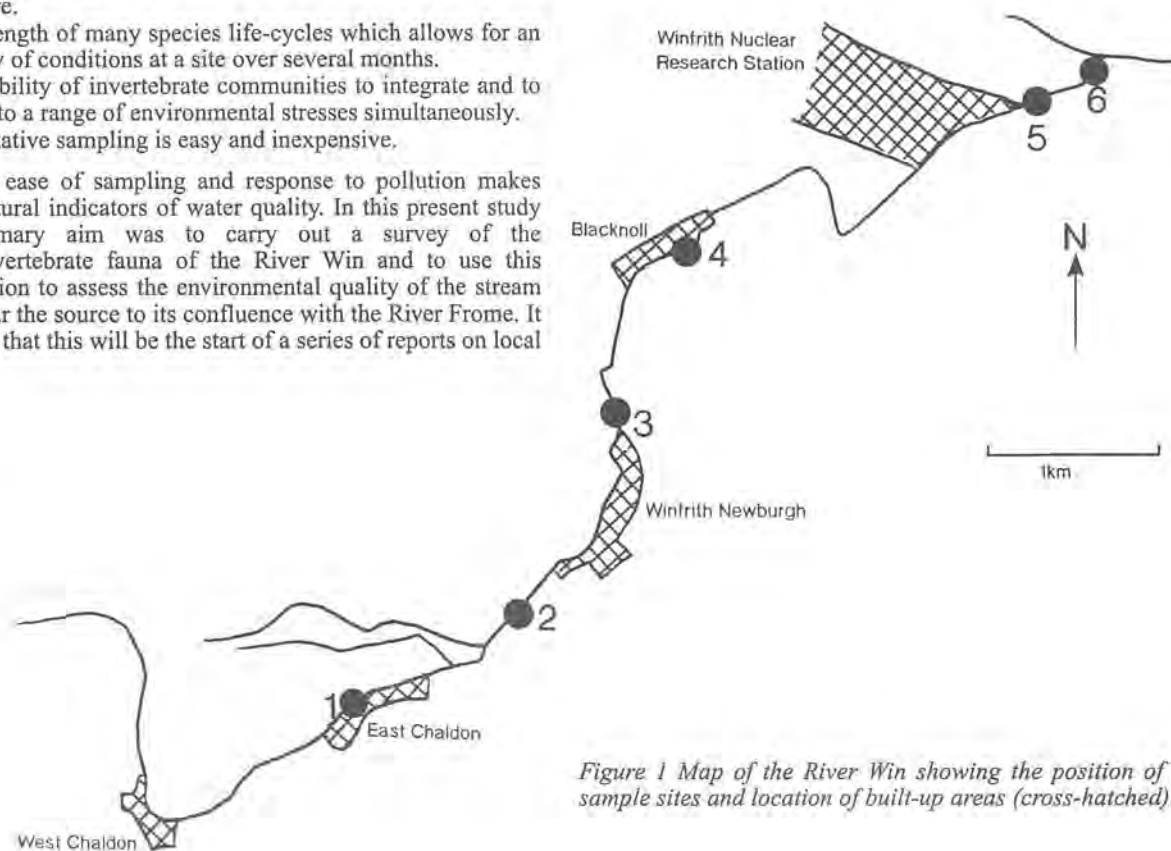 re.
ength of many species life-cycles which allows for an
y of conditions at a site over several months.
bility of invertebrate communities to integrate and to
to a range of environmental stresses simultaneously.
ative sampling is easy and inexpensive.
ease of sampling and response to pollution makes
tural indicators of water quality. In this present study
mary aim was to carry out a survey of the
vertebrate fauna of the River Win and to use this
ion to assess the environmental quality of the stream
r the source to its confluence with the River Frome. It
that this will be the start of a series of reports on local
Winfrith Nuclear
Research Station
6
5
Blacknoll
4
N
3
1km
Winfrith Newburgh
2
1
East Chaldon
West Chaldon
Figure 1 Map of the River Win showing the position of
sample sites and location of built-up areas (cross-hatched)